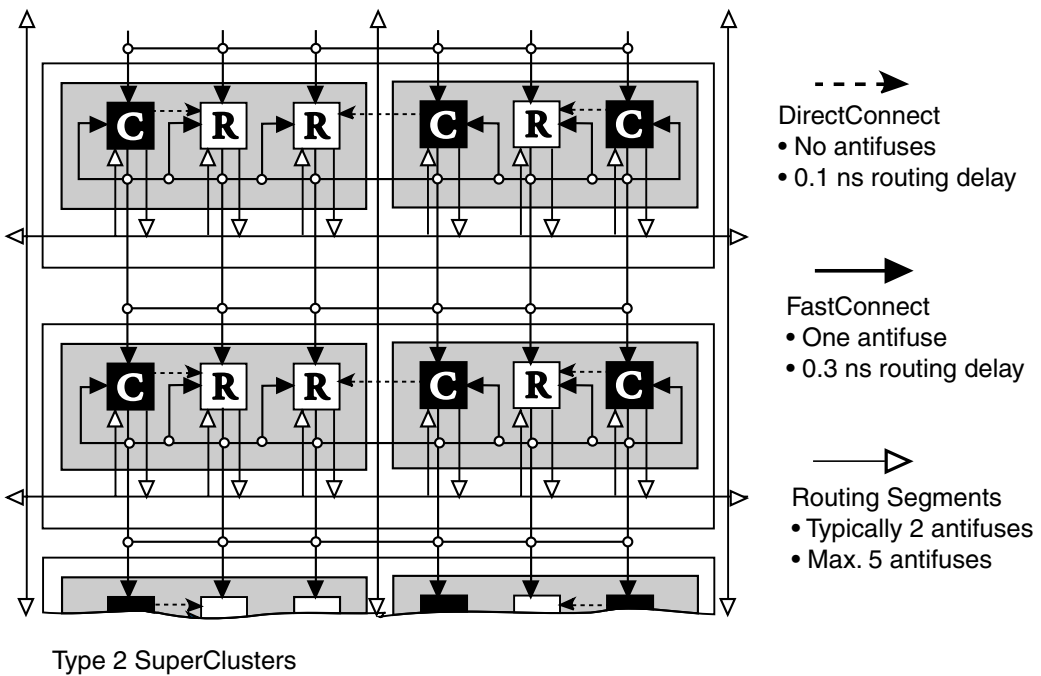 C R R C R C
DirectConnect
• No antifuses
• 0.1 ns routing delay
FastConnect
• One antifuse
• 0.3 ns routing delay
C R R C R C
Routing Segments
• Typically 2 antifuses
• Max. 5 antifuses
Type 2 SuperClusters